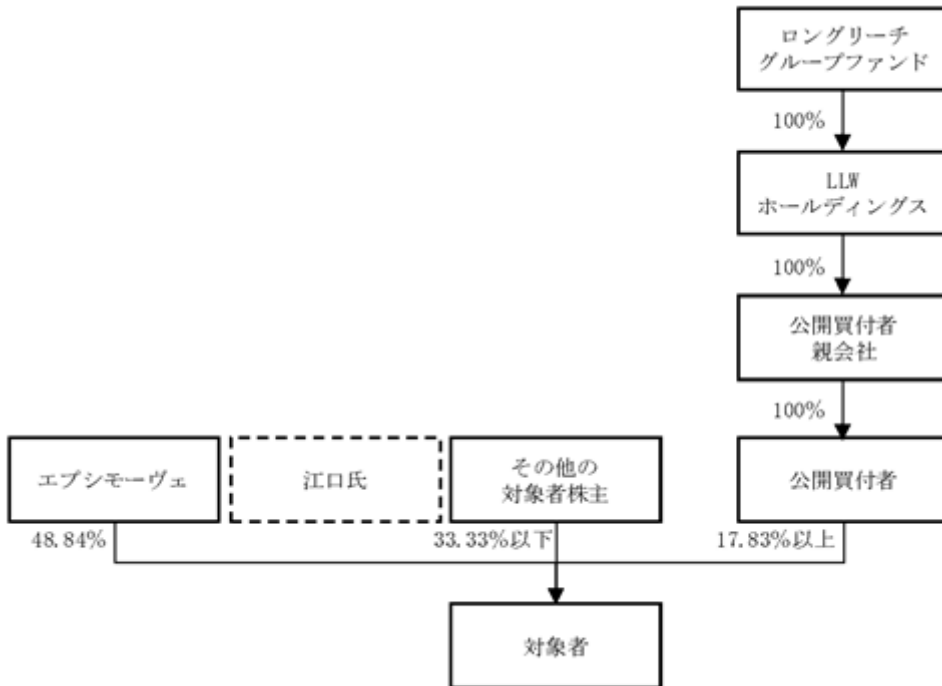 ロングリーチ
グループファンド
100%
LLW
ホールディングス
100%
公開買付者
親会社
100%
エプシモーヴェ
江口氏
その他の
対象者株主
公開買付者
48.84%
33.33%以下
17.83%以上
対象者